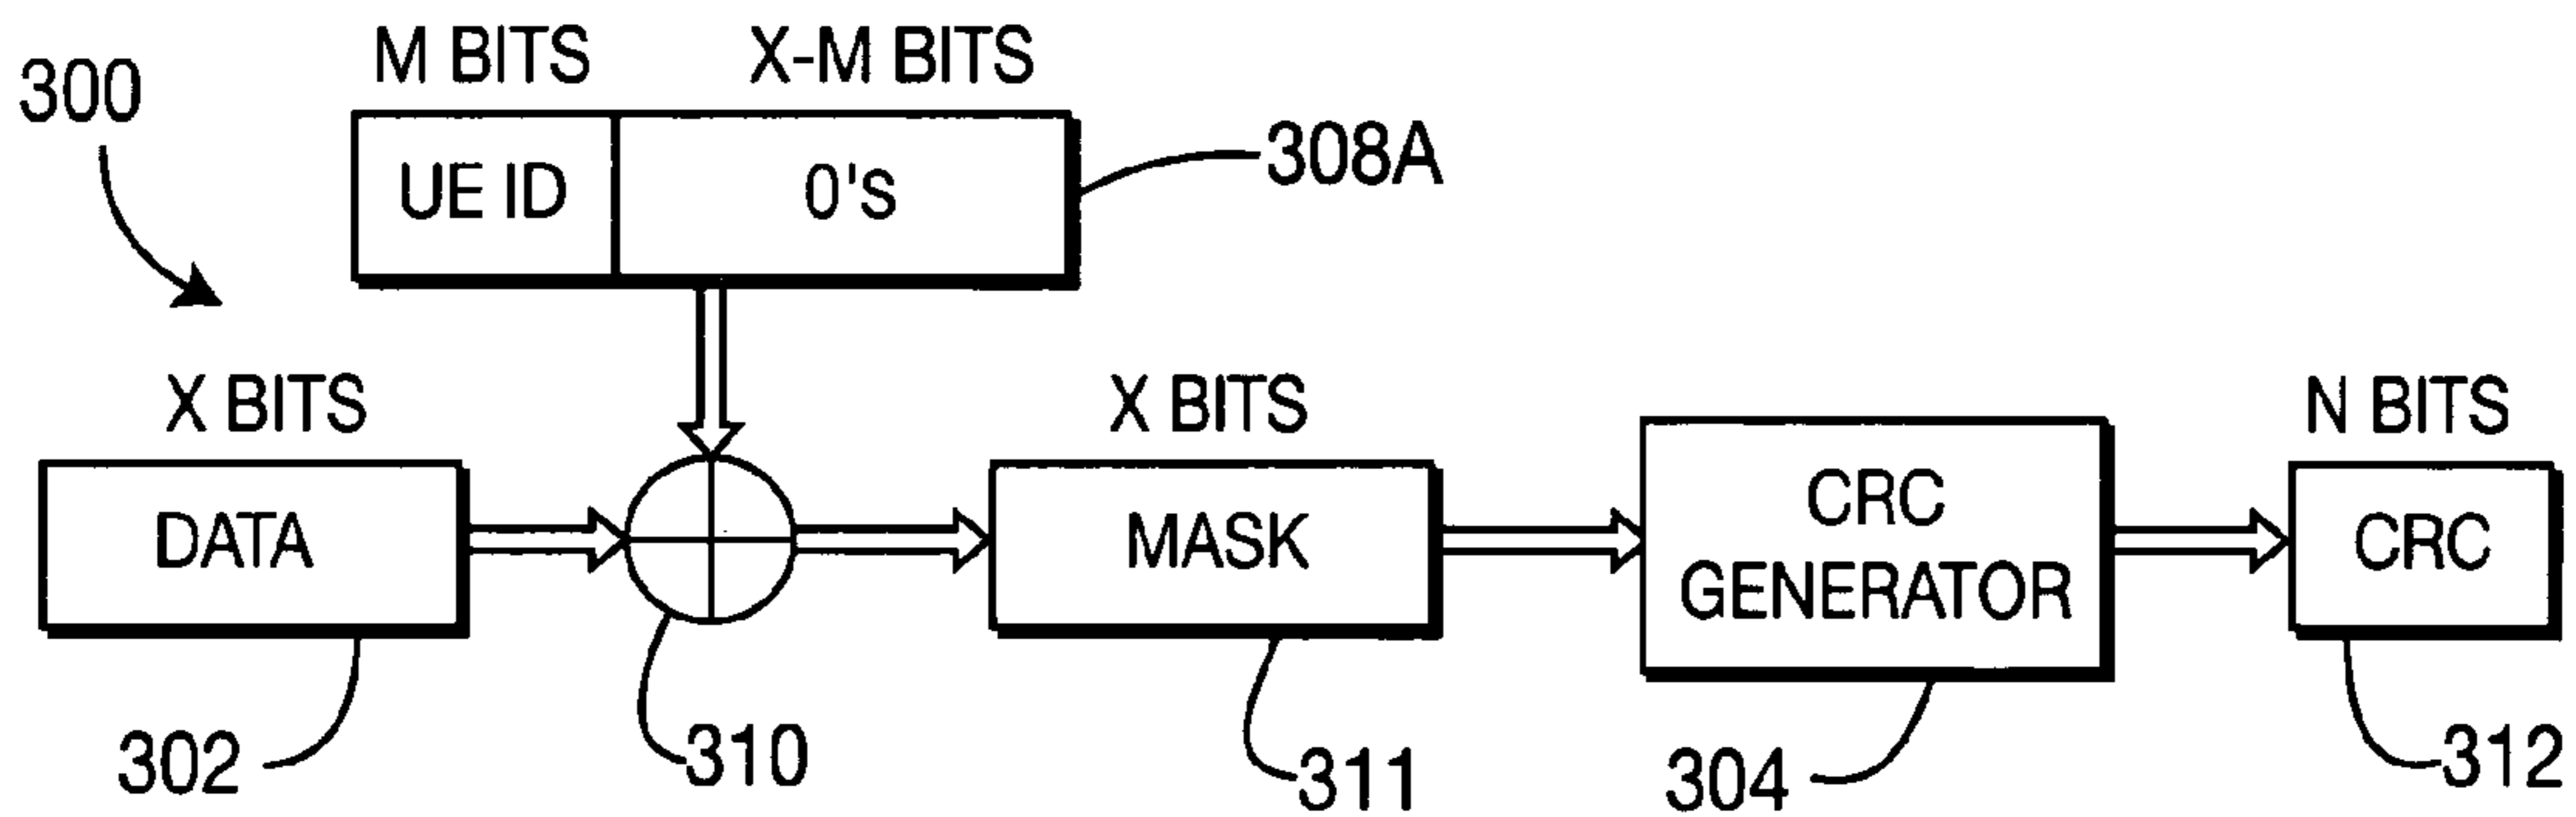 M BITS X-M BITS
300
UE ID 0's
308A
X BITS X BITS N BITS
DATA MASK CRC GENERATOR CRC
302 310 311 304 312